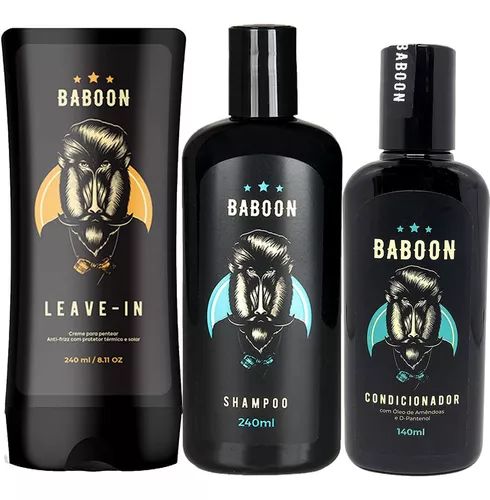 BABOON
LEAVE-IN
Creme para pentear
Anti-frizz com protetor térmico e solar
240 ml / 8.11 OZ
BABOON
SHAMPOO
240ml
BABOON
BABOON
CONDICIONADOR
com Óleo de Amêndoas
e D-Pantenol
140ml